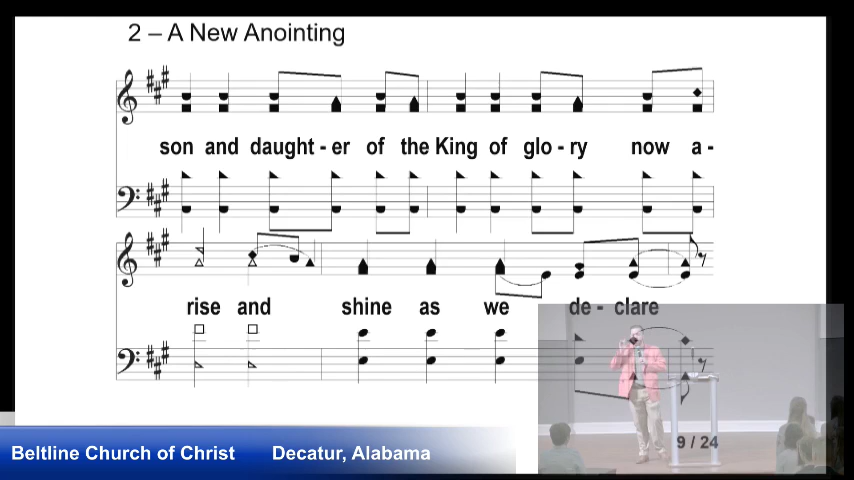 2 – A New Anointing
son and daught - er of the King of glo - ry now a -
rise and shine as we de - clare
9 / 24
Beltline Church of Christ Decatur, Alabama